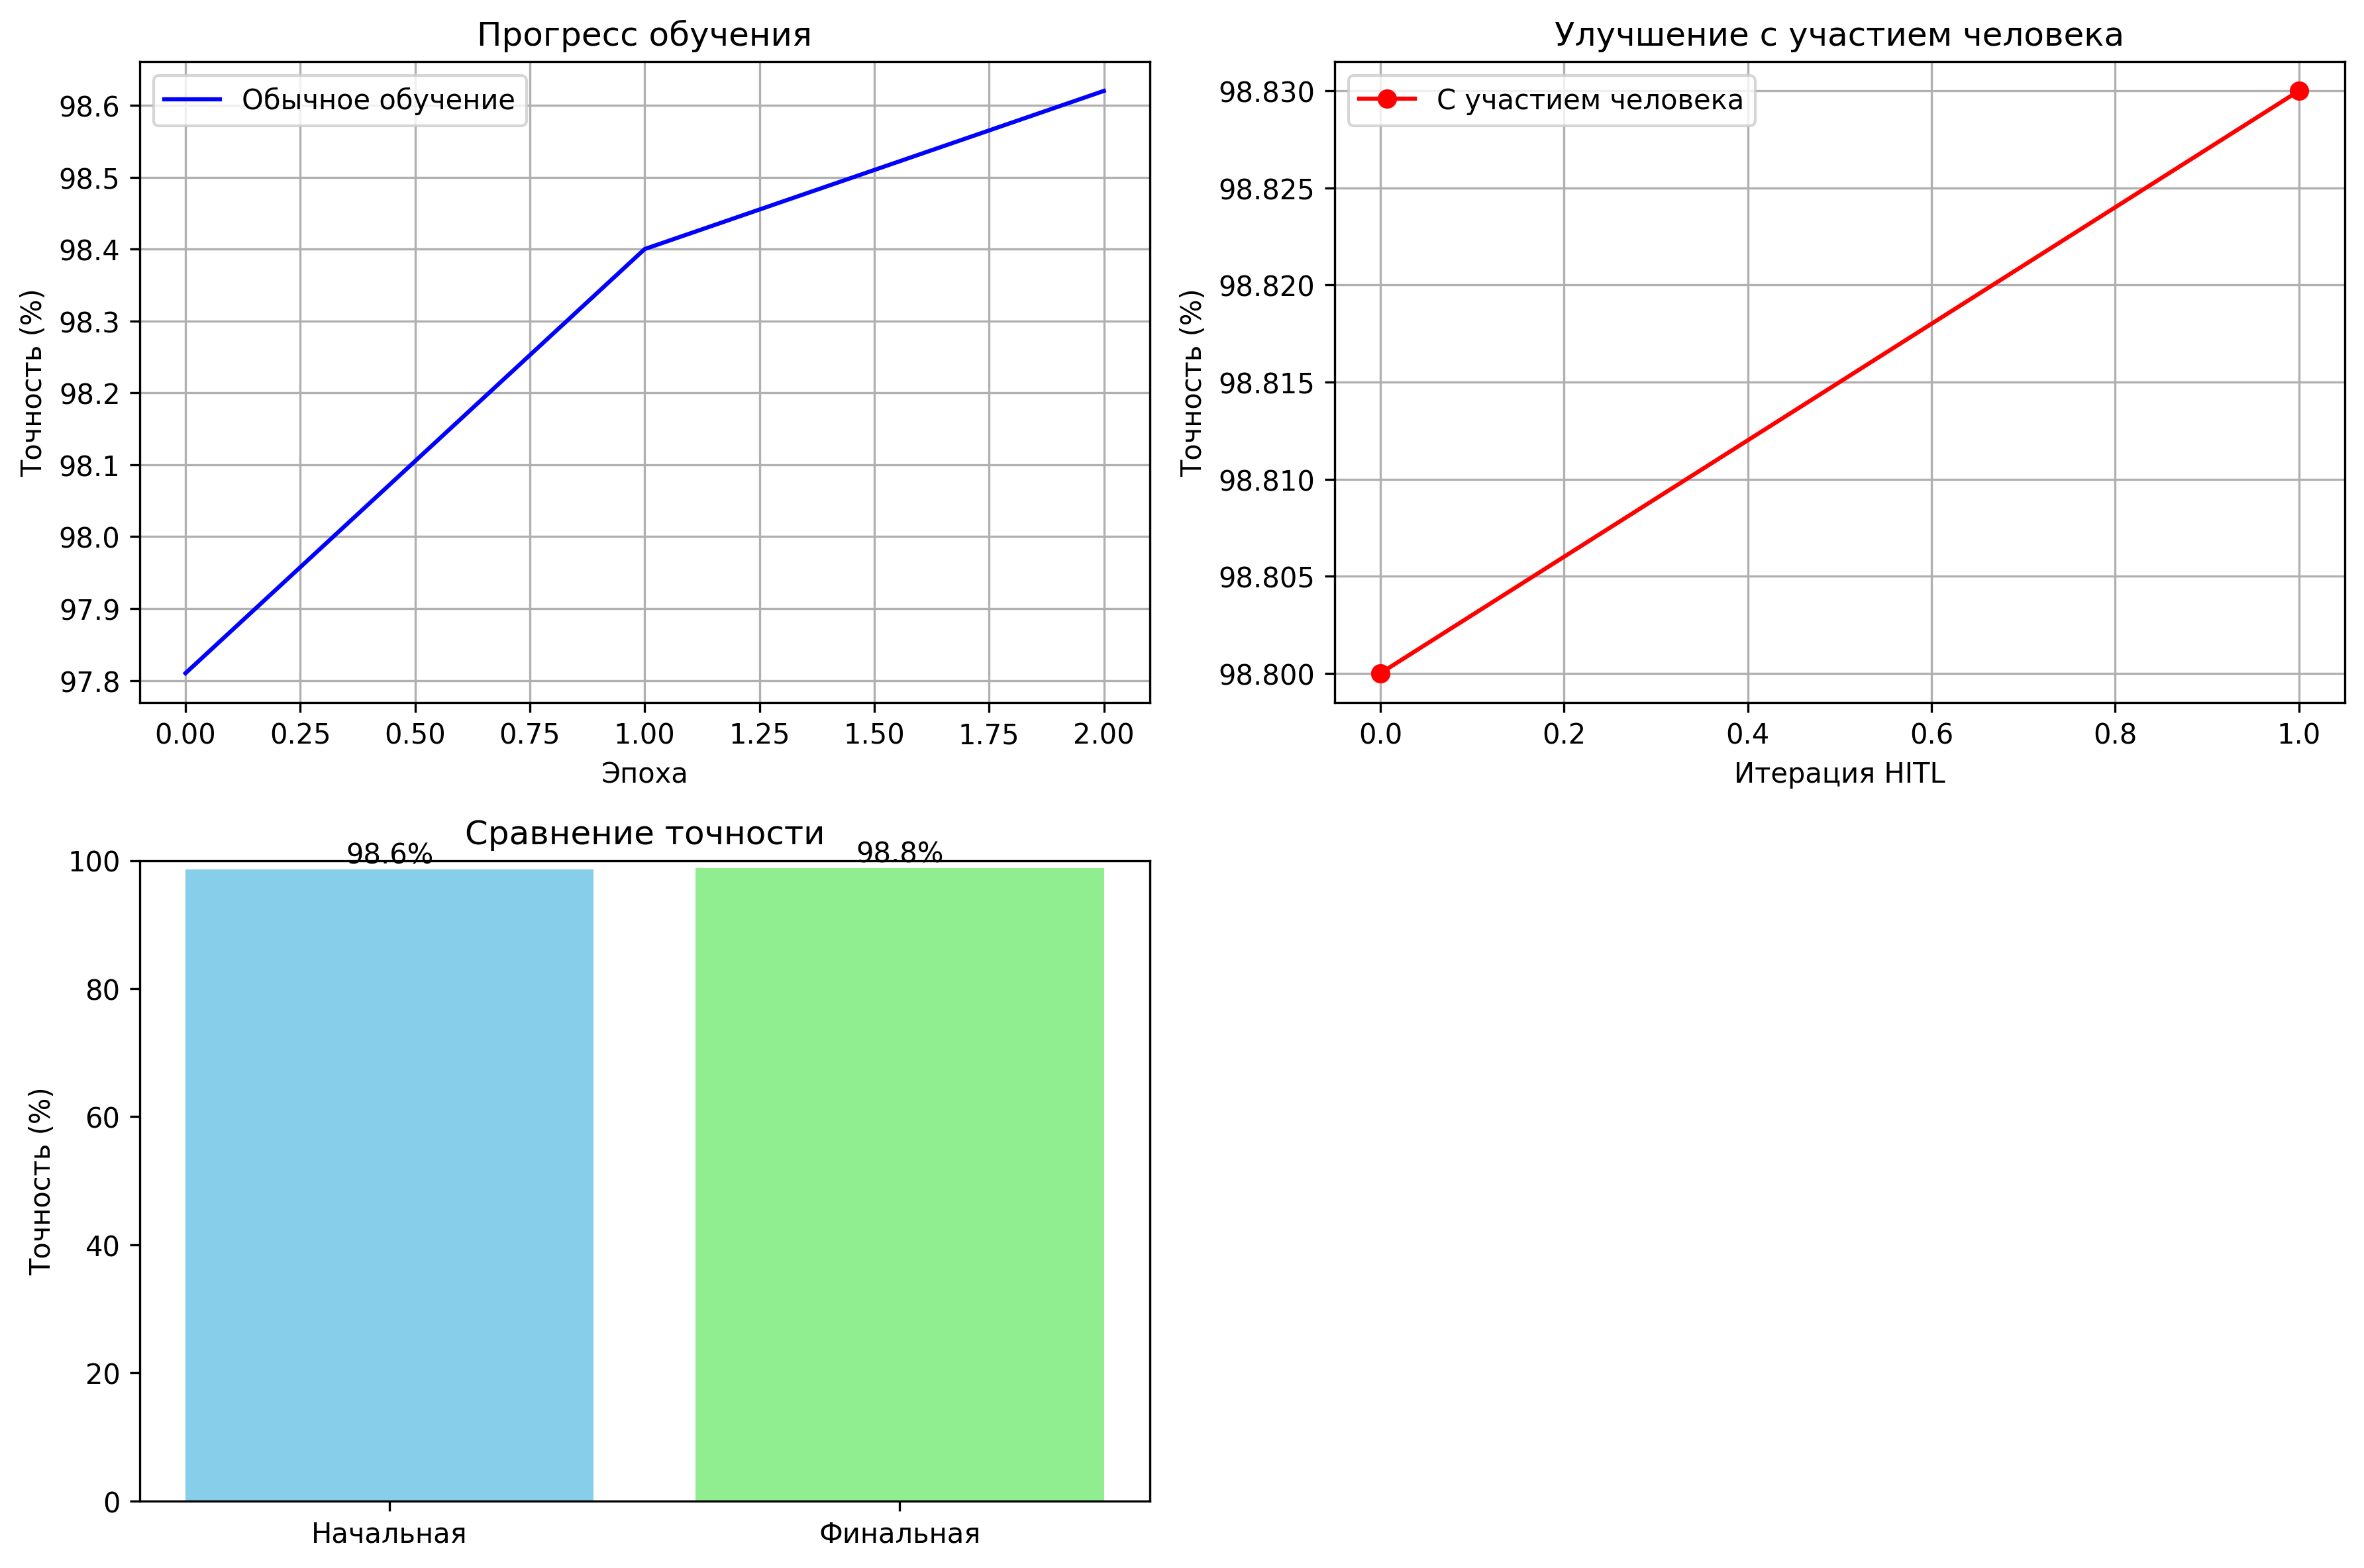 Прогресс обучения
Обычное обучение
98.6
98.5
98.4
98.3
98.2
98.1
98.0
97.9
97.8
Точность (%)
0.00 0.25 0.50 0.75 1.00 1.25 1.50 1.75 2.00
Эпоха
Улучшение с участием человека
С участием человека
98.830
98.825
98.820
98.815
98.810
98.805
98.800
Точность (%)
0.0 0.2 0.4 0.6 0.8 1.0
Итерация HITL
Сравнение точности
98.6% 98.8%
100
80
60
40
20
0
Точность (%)
Начальная Финальная